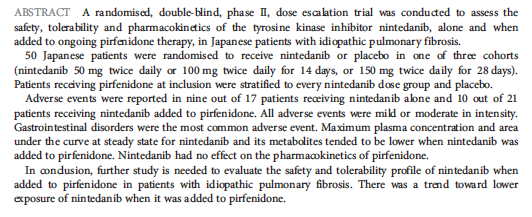 ABSTRACT A randomised, double-blind, phase II, dose escalation trial was conducted to assess the
safety, tolerability and pharmacokinetics of the tyrosine kinase inhibitor nintedanib, alone and when
added to ongoing pirfenidone therapy, in Japanese patients with idiopathic pulmonary fibrosis.
50 Japanese patients were randomised to receive nintedanib or placebo in one of three cohorts
(nintedanib 50 mg twice daily or 100 mg twice daily for 14 days, or 150 mg twice daily for 28 days).
Patients receiving pirfenidone at inclusion were stratified to every nintedanib dose group and placebo.
Adverse events were reported in nine out of 17 patients receiving nintedanib alone and 10 out of 21
patients receiving nintedanib added to pirfenidone. All adverse events were mild or moderate in intensity.
Gastrointestinal disorders were the most common adverse event. Maximum plasma concentration and area
under the curve at steady state for nintedanib and its metabolites tended to be lower when nintedanib was
added to pirfenidone. Nintedanib had no effect on the pharmacokinetics of pirfenidone.
In conclusion, further study is needed to evaluate the safety and tolerability profile of nintedanib when
added to pirfenidone in patients with idiopathic pulmonary fibrosis. There was a trend toward lower
exposure of nintedanib when it was added to pirfenidone.